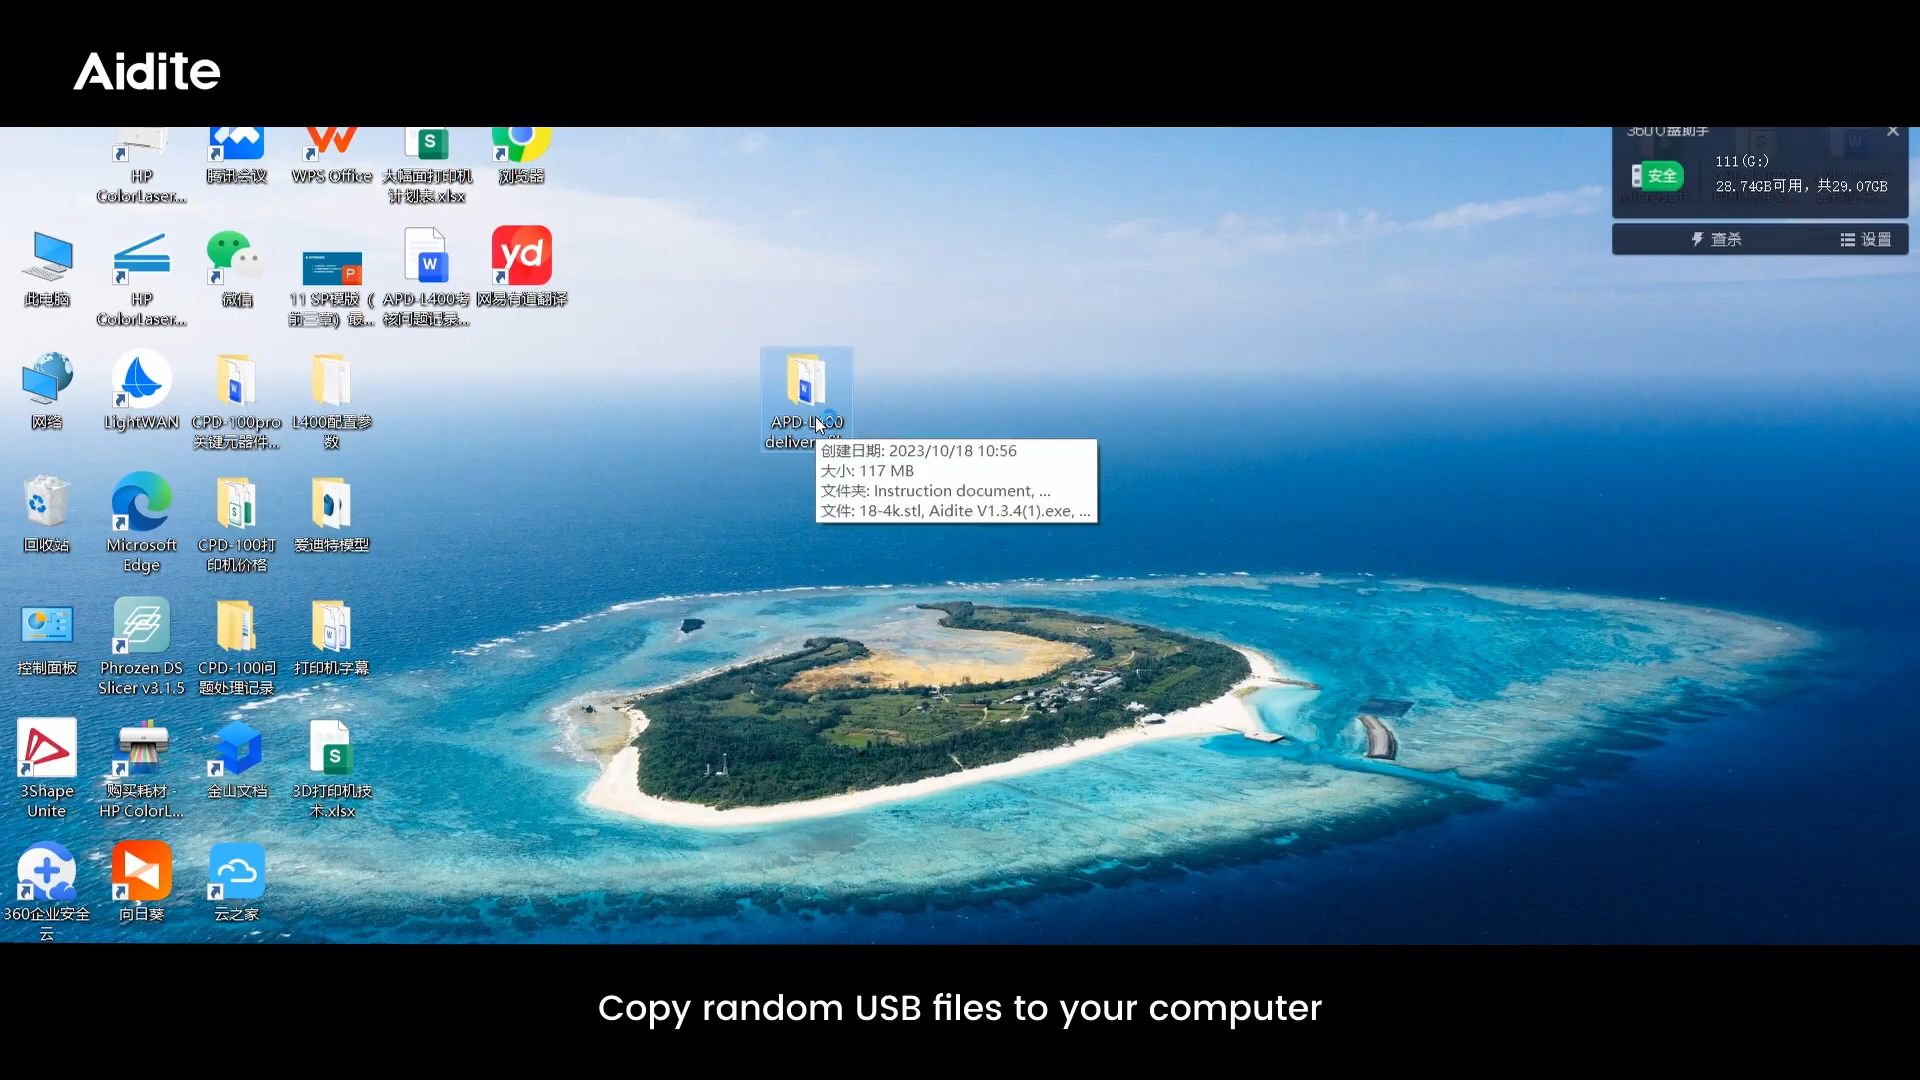 Aidite
HP
ColorLaser...
腾讯会议
WPS Office
大幅面打印机
计划表.xlsx
浏览器
360U盘助手
安全
111(G:)
28.74GB可用，共29.07GB
查杀
设置
此电脑
HP
ColorLaser...
微信
11 SP模版（
前三章）最...
APD-L400考
核问题记录...
yd
网易有道翻译
网络
LightWAN
CPD-100pro
关键元器件...
L400配置参
数
APD-L400
创建日期: 2023/10/18 10:56
大小: 117 MB
文件夹: Instruction document, ...
文件: 18-4k.stl, Aidite V1.3.4(1).exe, ...
回收站
Microsoft
Edge
CPD-100打
印机价格
爱迪特模型
控制面板
Phrozen DS
Slicer v3.1.5
CPD-100问
题处理记录
打印机字幕
3Shape
Unite
购买耗材 -
HP ColorL...
金山文档
3D打印机技
术.xlsx
360企业安全
云
向日葵
云之家
Copy random USB files to your computer